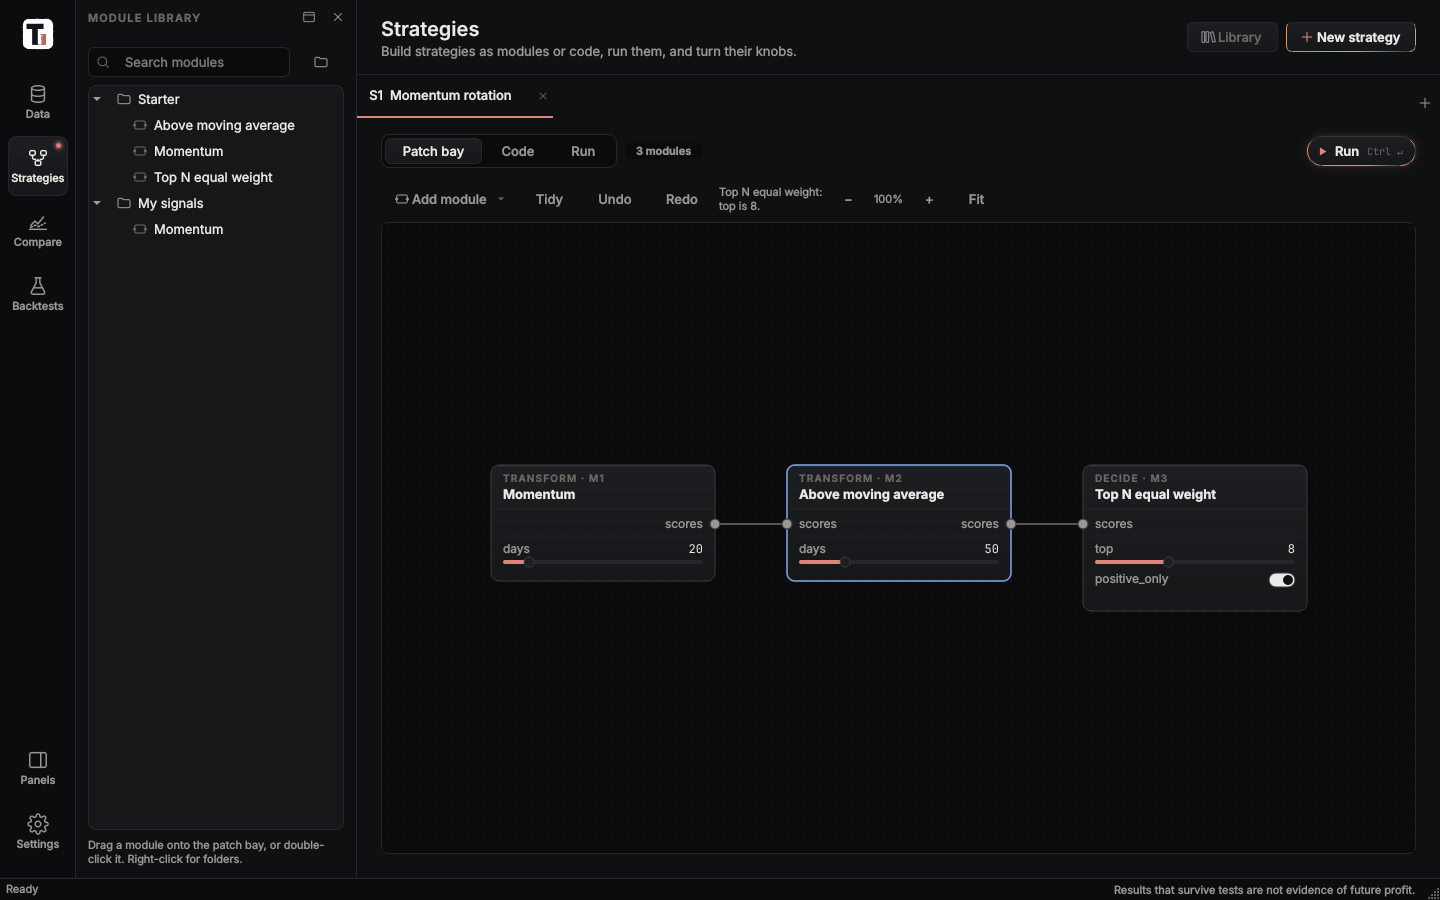 MODULE LIBRARY
Search modules
Starter
Above moving average
Momentum
Top N equal weight
My signals
Momentum
Drag a module onto the patch bay, or double-
click it. Right-click for folders.
Data
Strategies
Compare
Backtests
Panels
Settings
Strategies
Build strategies as modules or code, run them, and turn their knobs.
Library
+ New strategy
S1 Momentum rotation
Patch bay
Code
Run
3 modules
Run Ctrl ↵
Add module
Tidy
Undo
Redo
Top N equal weight:
top is 8.
− 100% +
Fit
TRANSFORM · M1
Momentum
scores
days 20
TRANSFORM · M2
Above moving average
scores scores
days 50
DECIDE · M3
Top N equal weight
scores
top 8
positive_only
Ready
Results that survive tests are not evidence of future profit.